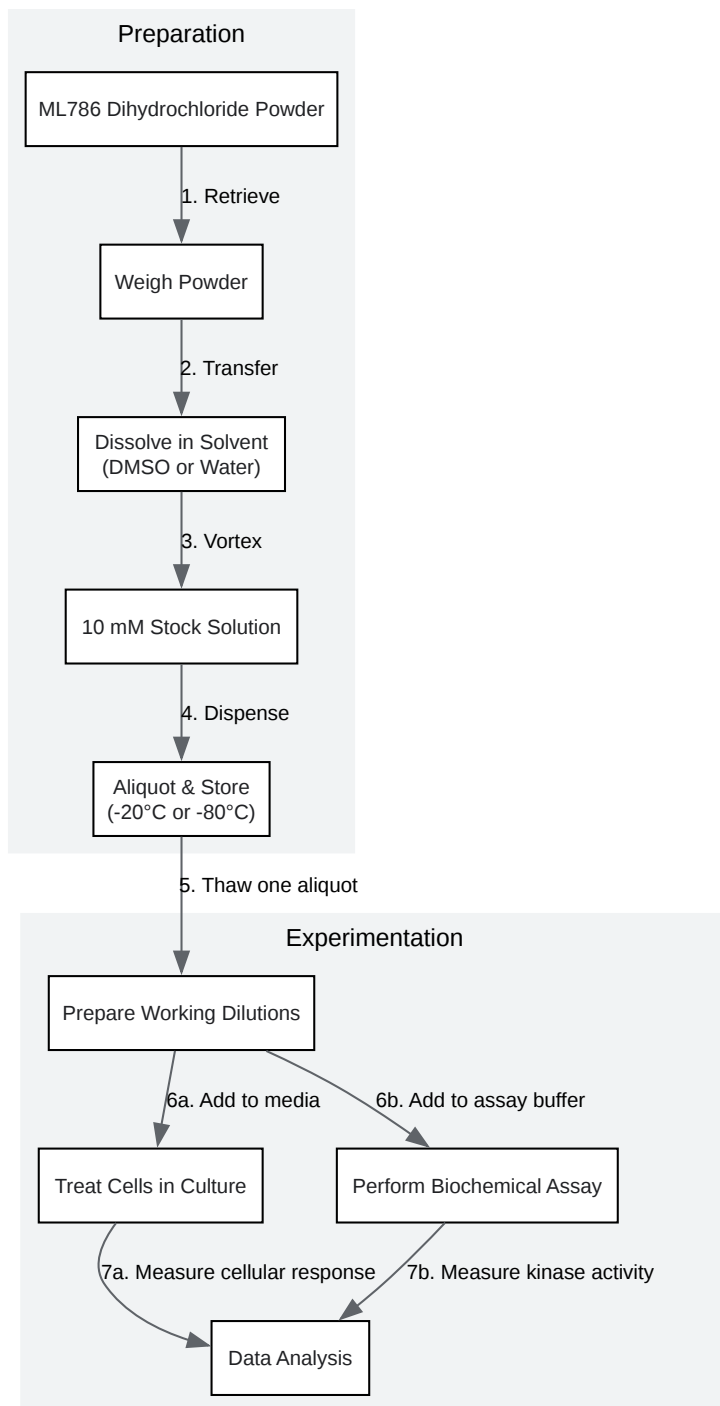 Preparation
ML786 Dihydrochloride Powder
1. Retrieve
Weigh Powder
2. Transfer
Dissolve in Solvent
(DMSO or Water)
3. Vortex
10 mM Stock Solution
4. Dispense
Aliquot & Store
(-20°C or -80°C)
5. Thaw one aliquot
Experimentation
Prepare Working Dilutions
6a. Add to media
6b. Add to assay buffer
Treat Cells in Culture
Perform Biochemical Assay
7a. Measure cellular response
7b. Measure kinase activity
Data Analysis